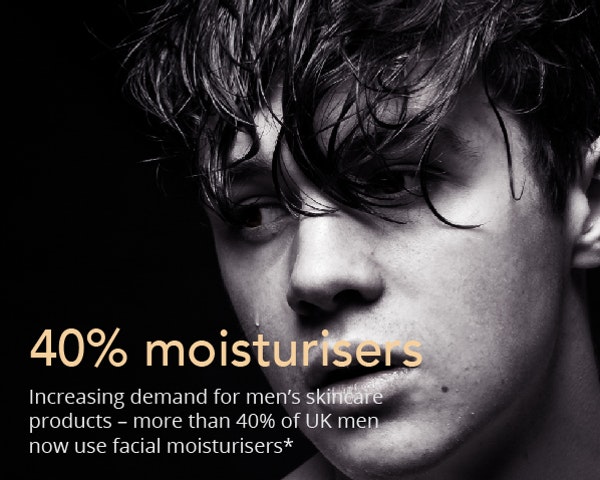 40% moisturisers
Increasing demand for men’s skincare
products – more than 40% of UK men
now use facial moisturisers*